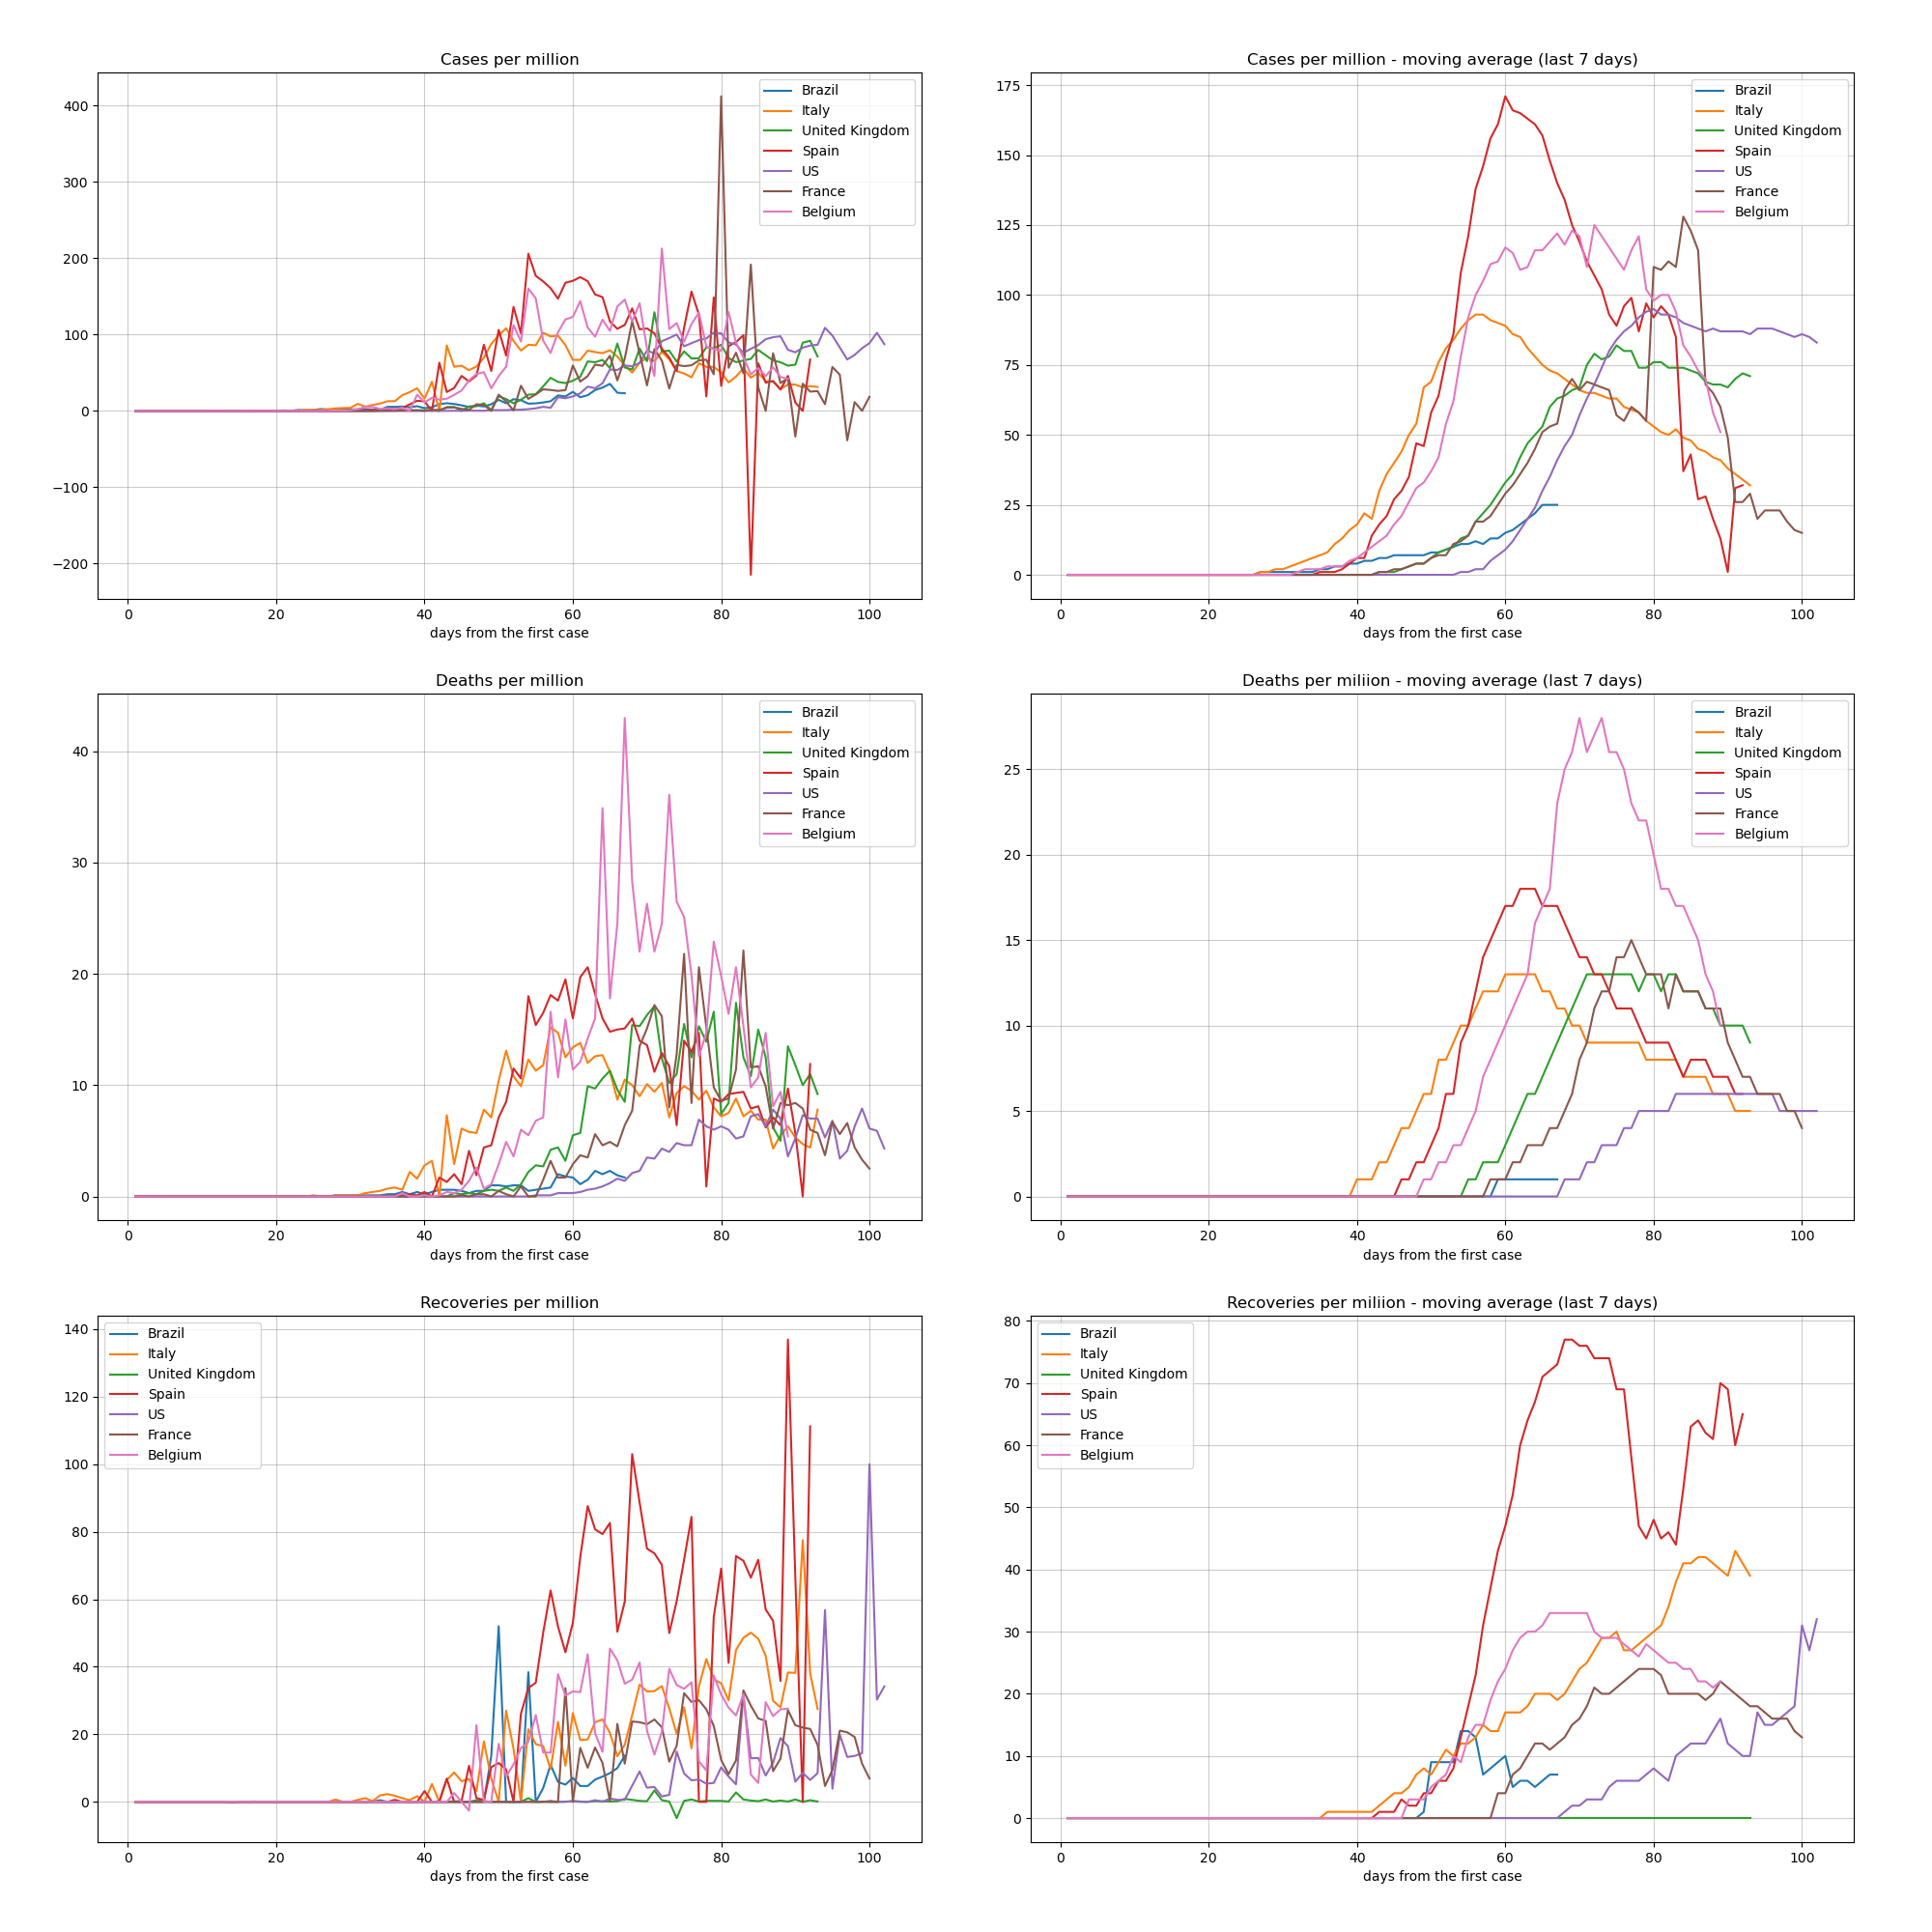 Cases per million
400
300
200
100
0
−100
−200
Brazil
Italy
United Kingdom
Spain
US
France
Belgium
0 20 40 60 80 100
days from the first case
Cases per million - moving average (last 7 days)
175
150
125
100
75
50
25
0
Brazil
Italy
United Kingdom
Spain
US
France
Belgium
0 20 40 60 80 100
days from the first case
Deaths per million
40
30
20
10
0
Brazil
Italy
United Kingdom
Spain
US
France
Belgium
0 20 40 60 80 100
days from the first case
Deaths per miliion - moving average (last 7 days)
25
20
15
10
5
0
Brazil
Italy
United Kingdom
Spain
US
France
Belgium
0 20 40 60 80 100
days from the first case
Recoveries per million
140
120
100
80
60
40
20
0
Brazil
Italy
United Kingdom
Spain
US
France
Belgium
0 20 40 60 80 100
days from the first case
Recoveries per miliion - moving average (last 7 days)
80
70
60
50
40
30
20
10
0
Brazil
Italy
United Kingdom
Spain
US
France
Belgium
0 20 40 60 80 100
days from the first case